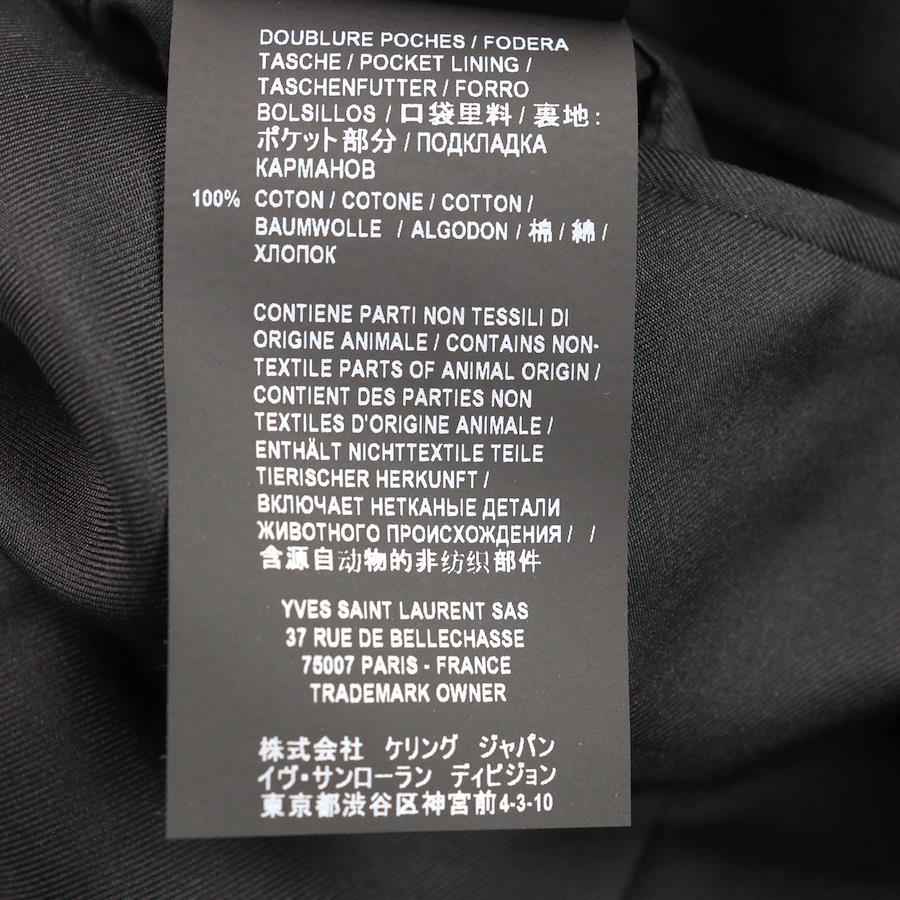 DOUBLURE POCHES / FODERA
TASCHE / POCKET LINING /
TASCHENFUTTER / FORRO
BOLSILLOS / 口袋里料 / 裏地:
ポケット部分 / ПОДКЛАДКА
КАРМАНОВ
100% COTON / COTONE / COTTON /
BAUMWOLLE / ALGODON / 棉 / 綿 /
ХЛОПОК
CONTIENE PARTI NON TESSILI DI
ORIGINE ANIMALE / CONTAINS NON-
TEXTILE PARTS OF ANIMAL ORIGIN /
CONTIENT DES PARTIES NON
TEXTILES D'ORIGINE ANIMALE /
ENTHÄLT NICHTTEXTILE TEILE
TIERISCHER HERKUNFT /
ВКЛЮЧАЕТ НЕТКАНЫЕ ДЕТАЛИ
ЖИВОТНОГО ПРОИСХОЖДЕНИЯ / /
含源自动物的非纺织部件
YVES SAINT LAURENT SAS
37 RUE DE BELLECHASSE
75007 PARIS - FRANCE
TRADEMARK OWNER
株式会社 ケリング ジャパン
イヴ・サンローラン ディビジョン
東京都渋谷区神宮前4-3-10